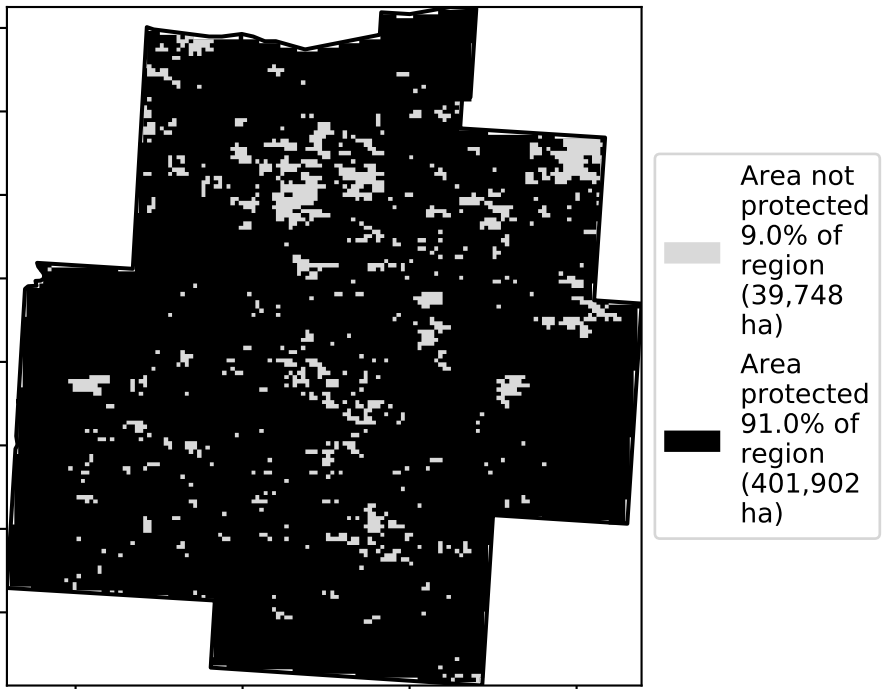 Area not
protected
9.0% of
region
(39,748
ha)
Area
protected
91.0% of
region
(401,902
ha)